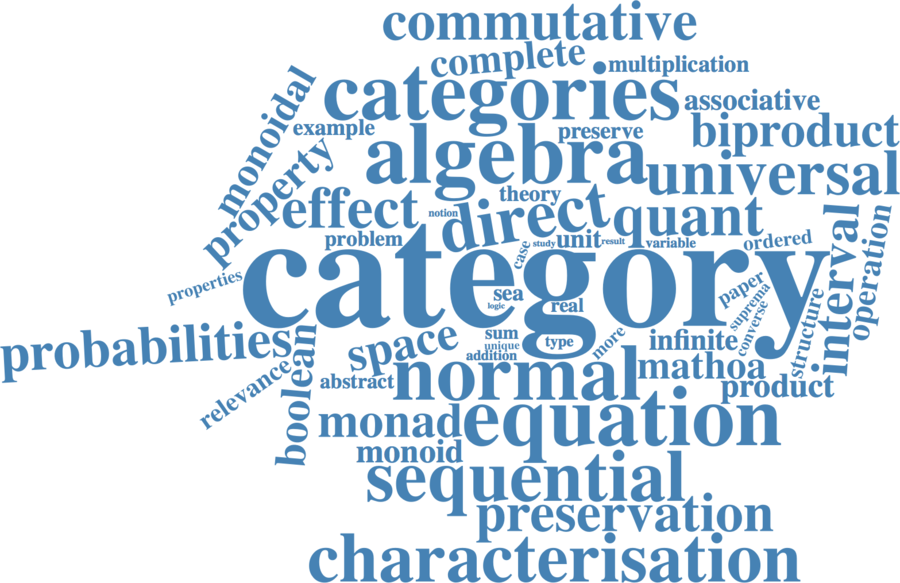 commutative
complete
multiplication
categories
associative
monoidal
example
preserve
biproduct
algebra
property
universal
theory
effect
notion
direct
quant
problem
case
study
unit
result
variable
ordered
interval
operation
category
properties
sea
logic
real
paper
suprema
converse
structure
probabilities
boolean
space
sum
unique
addition
type
more
infinite
relevance
abstract
normal
mathoa
product
monad
equation
monoid
sequential
preservation
characterisation